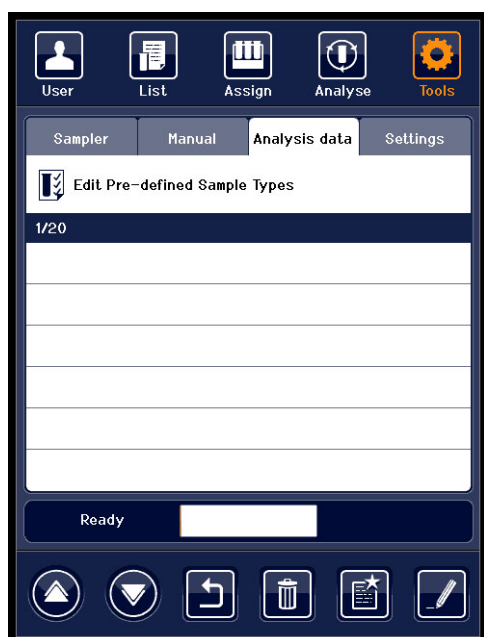 User List Assign Analyse Tools
Sampler Manual Analysis data Settings
Edit Pre-defined Sample Types
1/20
Ready